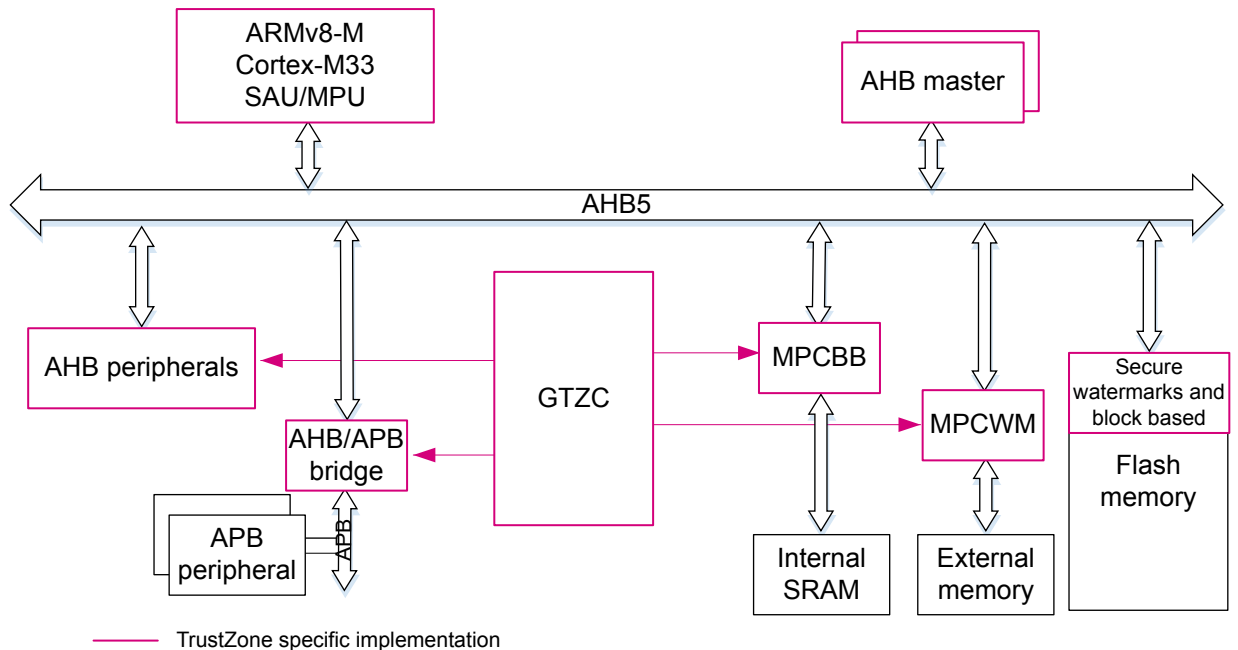 ARMv8-M
Cortex-M33
SAU/MPU
AHB master
AHB5
AHB peripherals
GTZC
MPCBB
MPCWM
Secure
watermarks and
block based
Flash
memory
AHB/APB
bridge
APB
APB
peripheral
Internal
SRAM
External
memory
TrustZone specific implementation